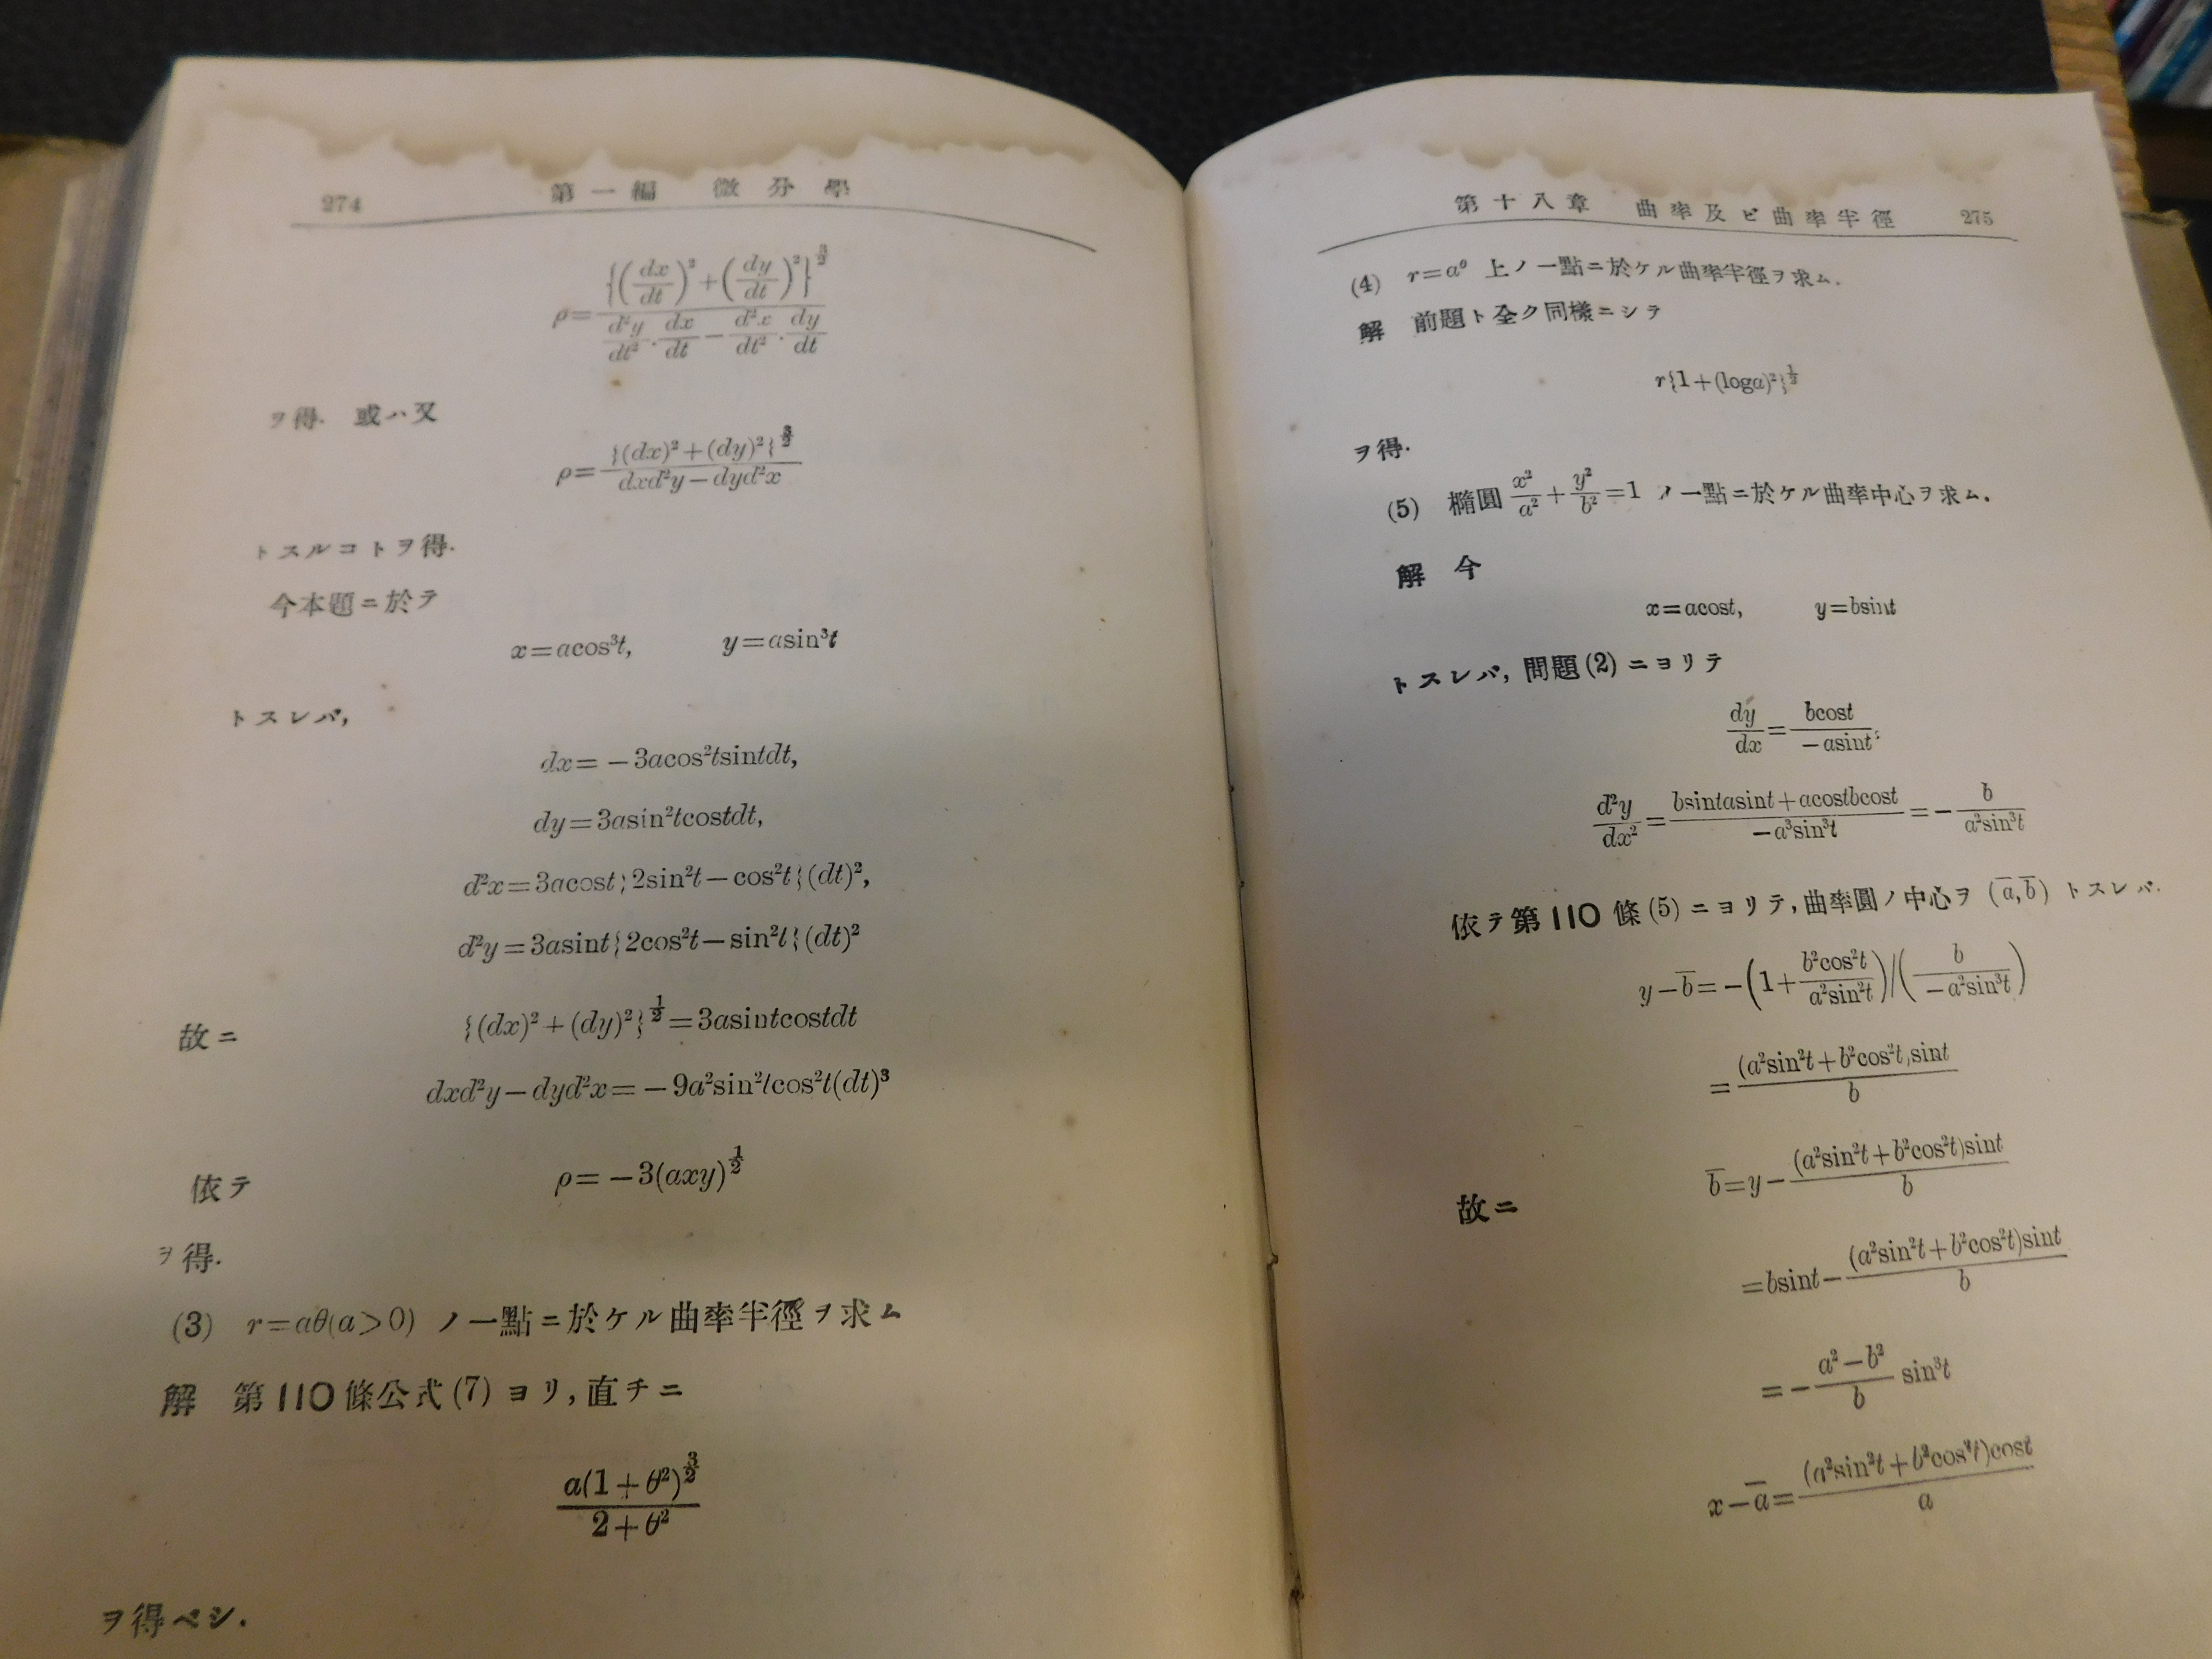 274 第一編 微分學
ρ={(dx/dt)²+(dy/dt)²}^{3/2}/(d²y/dt²·dx/dt−d²x/dt²·dy/dt)
ヲ得. 或ハ又
ρ={(dx)²+(dy)²}^{3/2}/(dxd²y−dyd²x)
トスルコトヲ得.
今本題ニ於テ
x=acos³t, y=asin³t
トスレバ,
dx=−3acos²tsintdt,
dy=3asin²tcostdt,
d²x=3acost{2sin²t−cos²t}(dt)²,
d²y=3asint{2cos²t−sin²t}(dt)²
故ニ {(dx)²+(dy)²}^{1/2}=3asintcostdt
dxd²y−dyd²x=−9a²sin²tcos²t(dt)³
依テ ρ=−3(axy)^{1/2}
ヲ得.
(3) r=aθ(a>0) ノ一點ニ於ケル曲率半徑ヲ求ム
解 第110條公式(7)ヨリ,直チニ
a(1+θ²)^{3/2}/(2+θ²)
ヲ得ベシ.
第十八章 曲率及ビ曲率半徑 275
(4) r=a^θ 上ノ一點ニ於ケル曲率半徑ヲ求ム.
解 前題ト全ク同樣ニシテ
r{1+(loga)²}^{1/2}
ヲ得.
(5) 橢圓 x²/a²+y²/b²=1 ノ一點ニ於ケル曲率中心ヲ求ム.
解 今
x=acost, y=bsint
トスレバ,問題(2)ニヨリテ
dy/dx=bcost/(−asint)
d²y/dx²=(bsintasint+acostbcost)/(−a³sin³t)=−b/(a²sin³t)
依テ第110條(5)ニヨリテ,曲率圓ノ中心ヲ(a̅,b̅)トスレバ.
y−b̅=−(1+b²cos²t/(a²sin²t))/(b/(−a²sin³t))
=(a²sin²t+b²cos²t)sint/b
故ニ b̅=y−(a²sin²t+b²cos²t)sint/b
=bsint−(a²sin²t+b²cos²t)sint/b
=−(a²−b²)/b sin³t
x−a̅=(a²sin²t+b²cos²t)cost/a